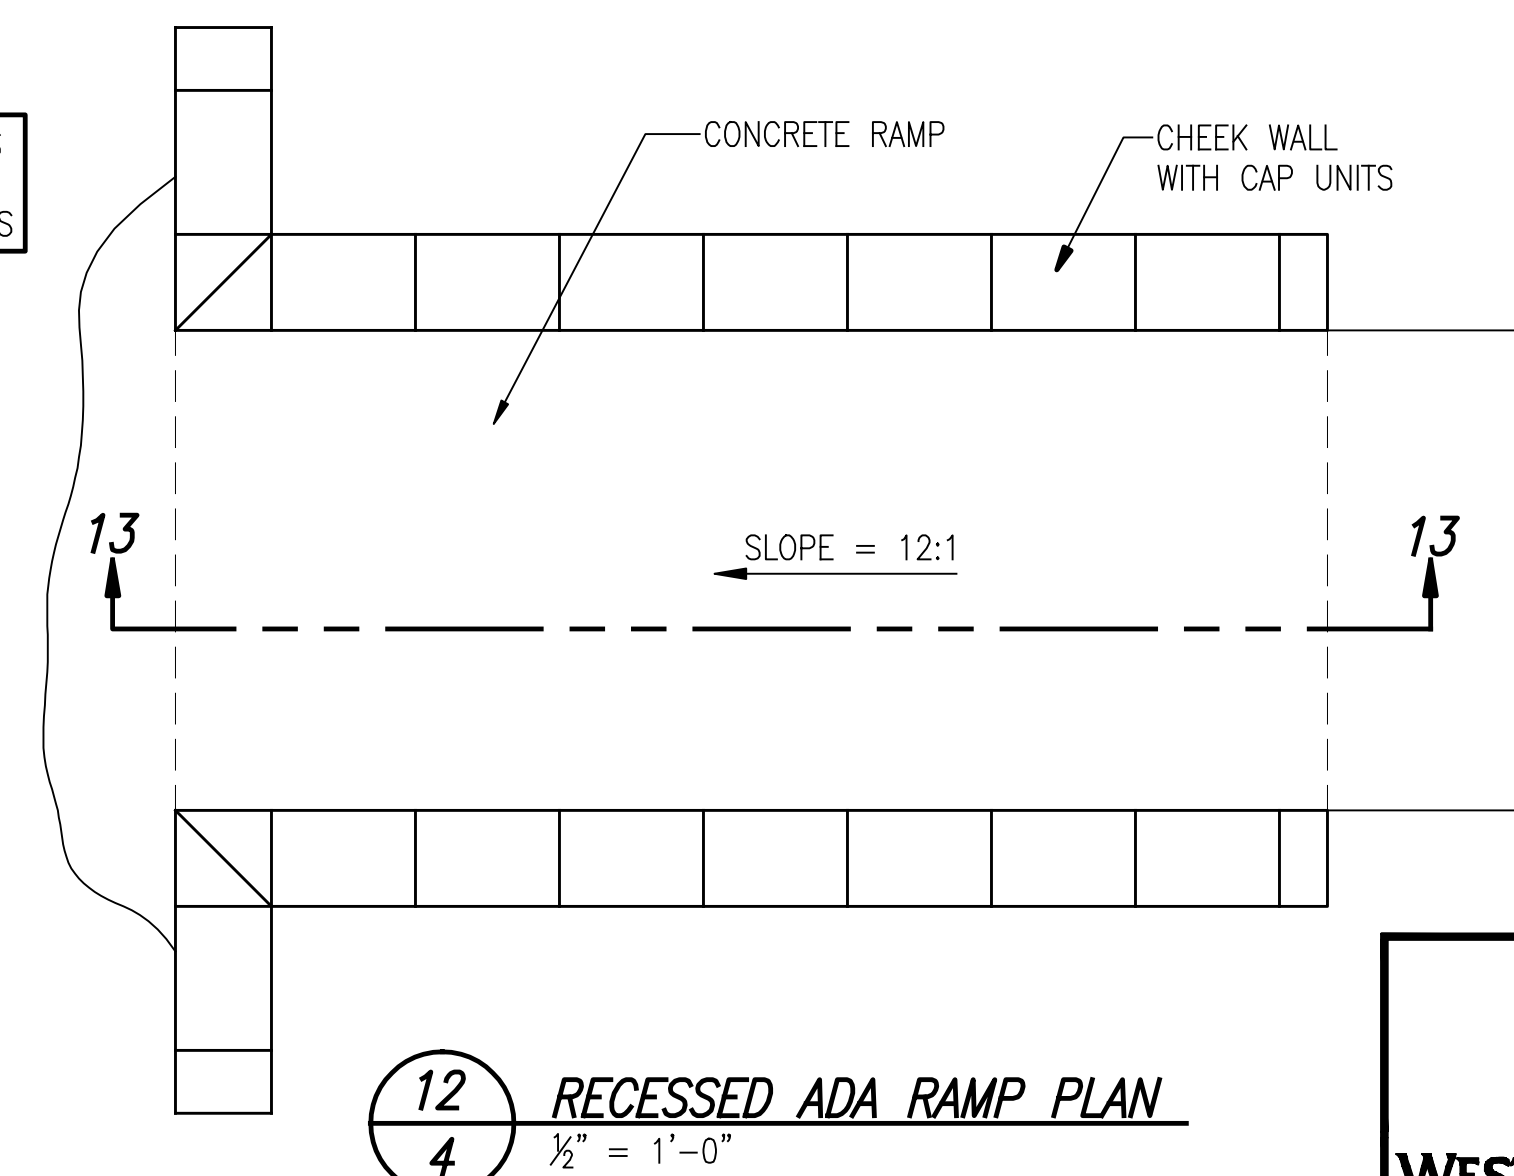 CONCRETE RAMP
CHEEK WALL
WITH CAP UNITS
S
13
13
SLOPE = 12:1
12
4
RECESSED ADA RAMP PLAN
½" = 1'-0"
WEST